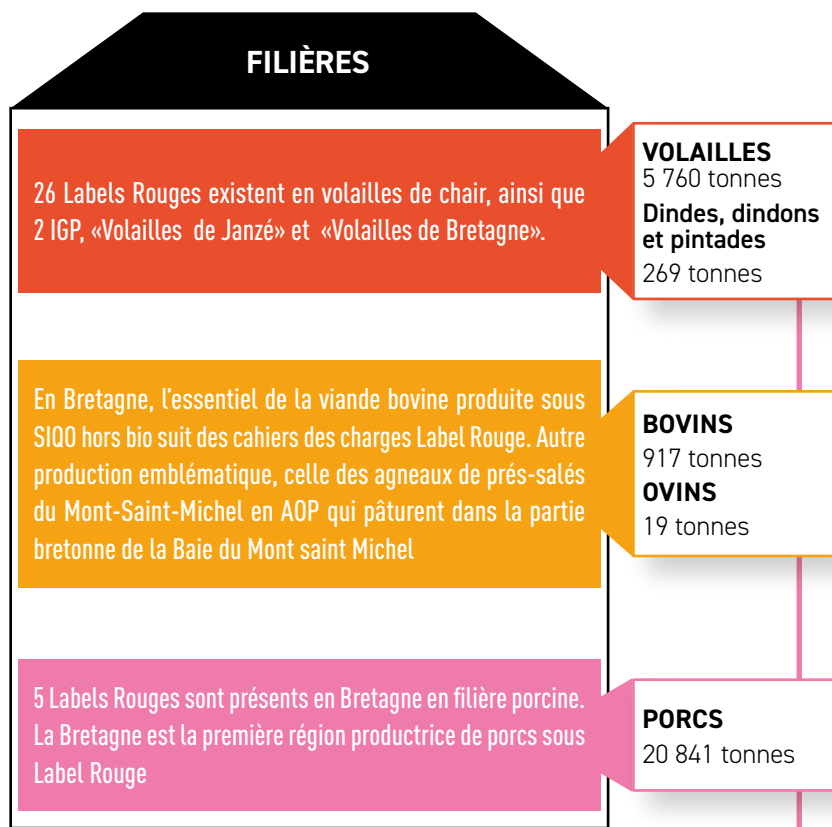 FILIÈRES
26 Labels Rouges existent en volailles de chair, ainsi que
2 IGP, «Volailles de Janzé» et «Volailles de Bretagne».
VOLAILLES
5 760 tonnes
Dindes, dindons
et pintades
269 tonnes
En Bretagne, l'essentiel de la viande bovine produite sous
SIQO hors bio suit des cahiers des charges Label Rouge. Autre
production emblématique, celle des agneaux de prés-salés
du Mont-Saint-Michel en AOP qui pâturent dans la partie
bretonne de la Baie du Mont saint Michel
BOVINS
917 tonnes
OVINS
19 tonnes
5 Labels Rouges sont présents en Bretagne en filière porcine.
La Bretagne est la première région productrice de porcs sous
Label Rouge
PORCS
20 841 tonnes